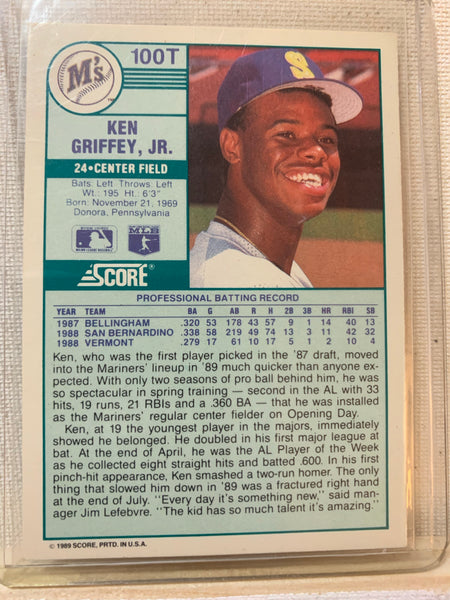 M's
TM
100T
S
KEN
GRIFFEY, JR.
24•CENTER FIELD
Bats: Left Throws: Left
Wt.: 195 Ht.: 6'3"
Born: November 21, 1969
Donora, Pennsylvania
MAJOR LEAGUE BASEBALL
MLB
SCORE®
PROFESSIONAL BATTING RECORD
YEAR TEAM BA G AB R H 2B 3B HR RBI SB
1987 BELLINGHAM .320 53 178 43 57 9 1 14 40 13
1988 SAN BERNARDINO .338 58 219 49 74 13 3 11 42 32
1988 VERMONT .279 17 61 10 17 5 1 2 10 4
Ken, who was the first player picked in the '87 draft, moved
into the Mariners' lineup in '89 much quicker than anyone ex-
pected. With only two seasons of pro ball behind him, he was
so spectacular in spring training — second in the AL with 33
hits, 19 runs, 21 RBIs and a .360 BA — that he was installed
as the Mariners' regular center fielder on Opening Day.
Ken, at 19 the youngest player in the majors, immediately
showed he belonged. He doubled in his first major league at
bat. At the end of April, he was the AL Player of the Week
as he collected eight straight hits and batted .600. In his first
pinch-hit appearance, Ken smashed a two-run homer. The only
thing that slowed him down in '89 was a fractured right hand
at the end of July. "Every day it's something new," said man-
ager Jim Lefebvre. "The kid has so much talent it's amazing."
© 1989 SCORE, PRTD. IN U.S.A.